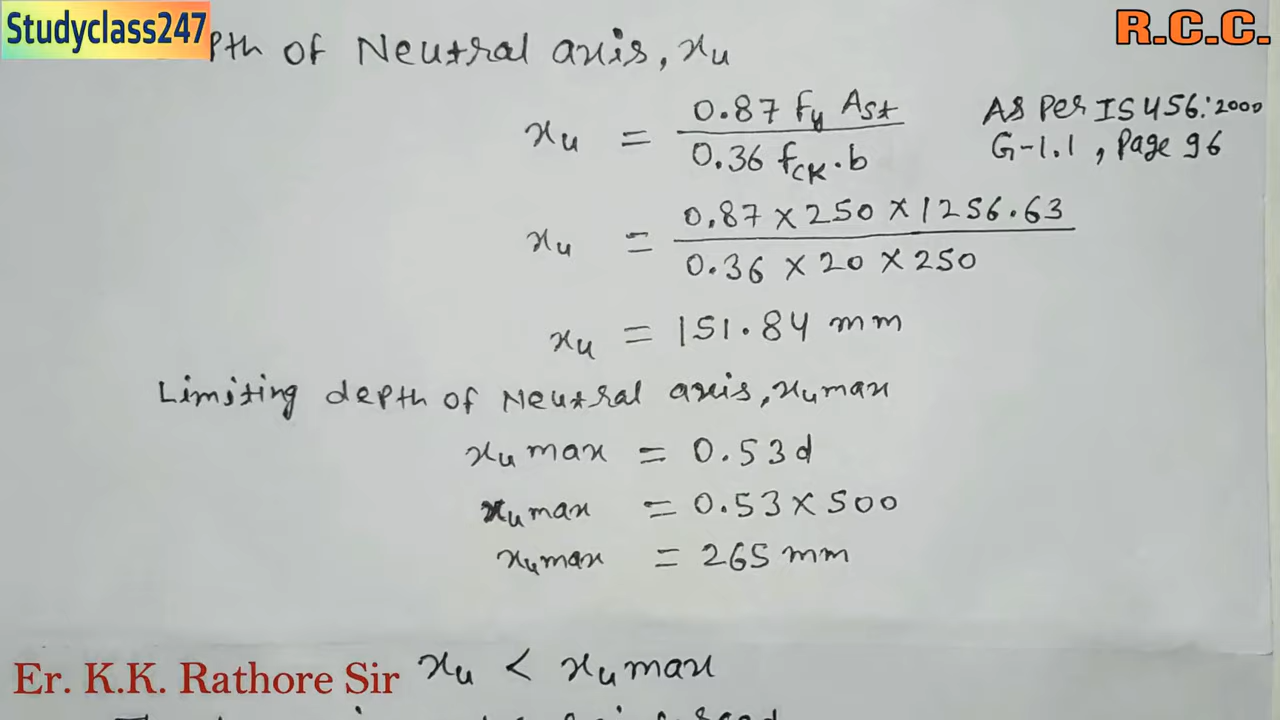 Studyclass247
R.C.C.
pth of Neutral axis, xu
xu = 0.87 fy Ast / 0.36 fck . b
As Per IS 456:2000
G-1.1, Page 96
xu = 0.87 × 250 × 1256.63 / 0.36 × 20 × 250
xu = 151.84 mm
Limiting depth of Neutral axis, xumax
xumax = 0.53d
xumax = 0.53 × 500
xumax = 265 mm
Er. K.K. Rathore Sir
xu < xumax